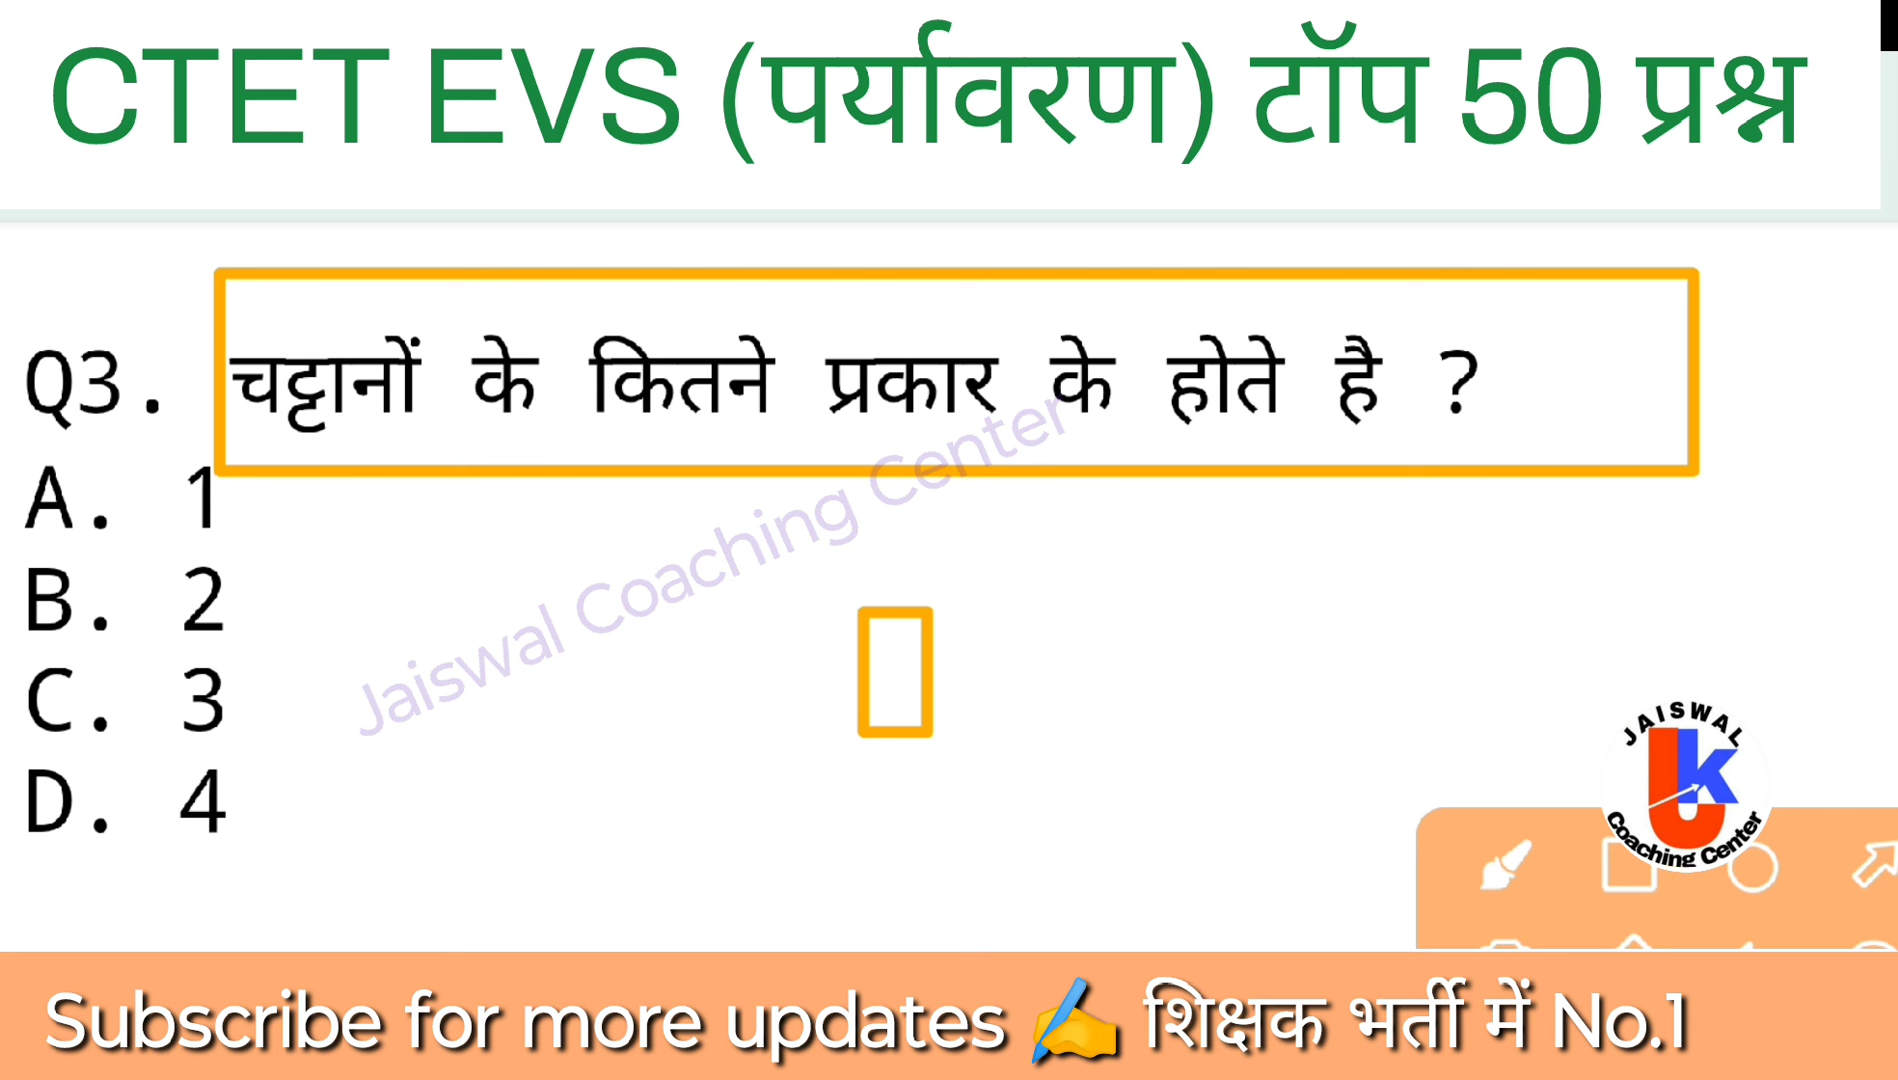 CTET EVS (पर्यावरण) टॉप 50 प्रश्न
Q3. चट्टानों के कितने प्रकार के होते है ?
A. 1
B. 2
C. 3
D. 4
Jaiswal Coaching Center
JAISWAL
JK
Coaching Center
Subscribe for more updates ✍️ शिक्षक भर्ती में No.1